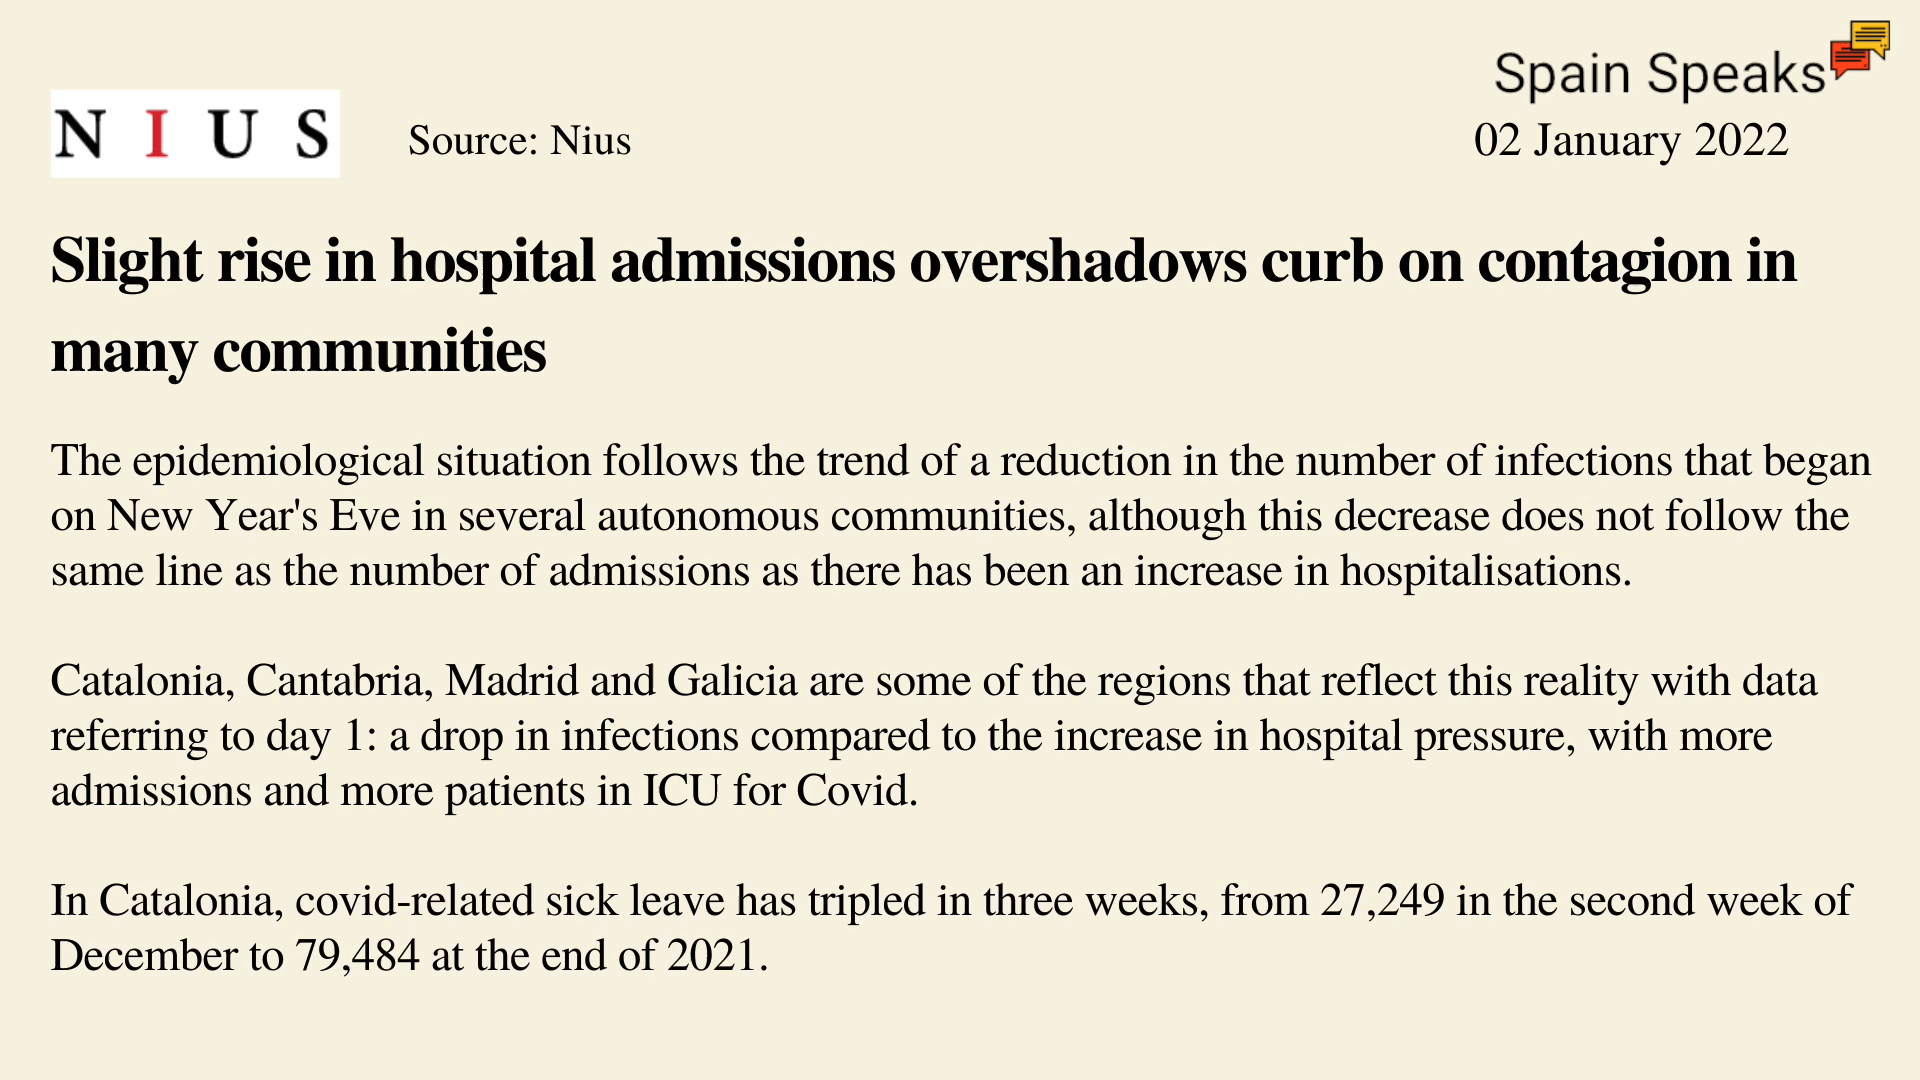 Spain Speaks
NIUS
Source: Nius
02 January 2022
Slight rise in hospital admissions overshadows curb on contagion in
many communities
The epidemiological situation follows the trend of a reduction in the number of infections that began
on New Year's Eve in several autonomous communities, although this decrease does not follow the
same line as the number of admissions as there has been an increase in hospitalisations.
Catalonia, Cantabria, Madrid and Galicia are some of the regions that reflect this reality with data
referring to day 1: a drop in infections compared to the increase in hospital pressure, with more
admissions and more patients in ICU for Covid.
In Catalonia, covid-related sick leave has tripled in three weeks, from 27,249 in the second week of
December to 79,484 at the end of 2021.